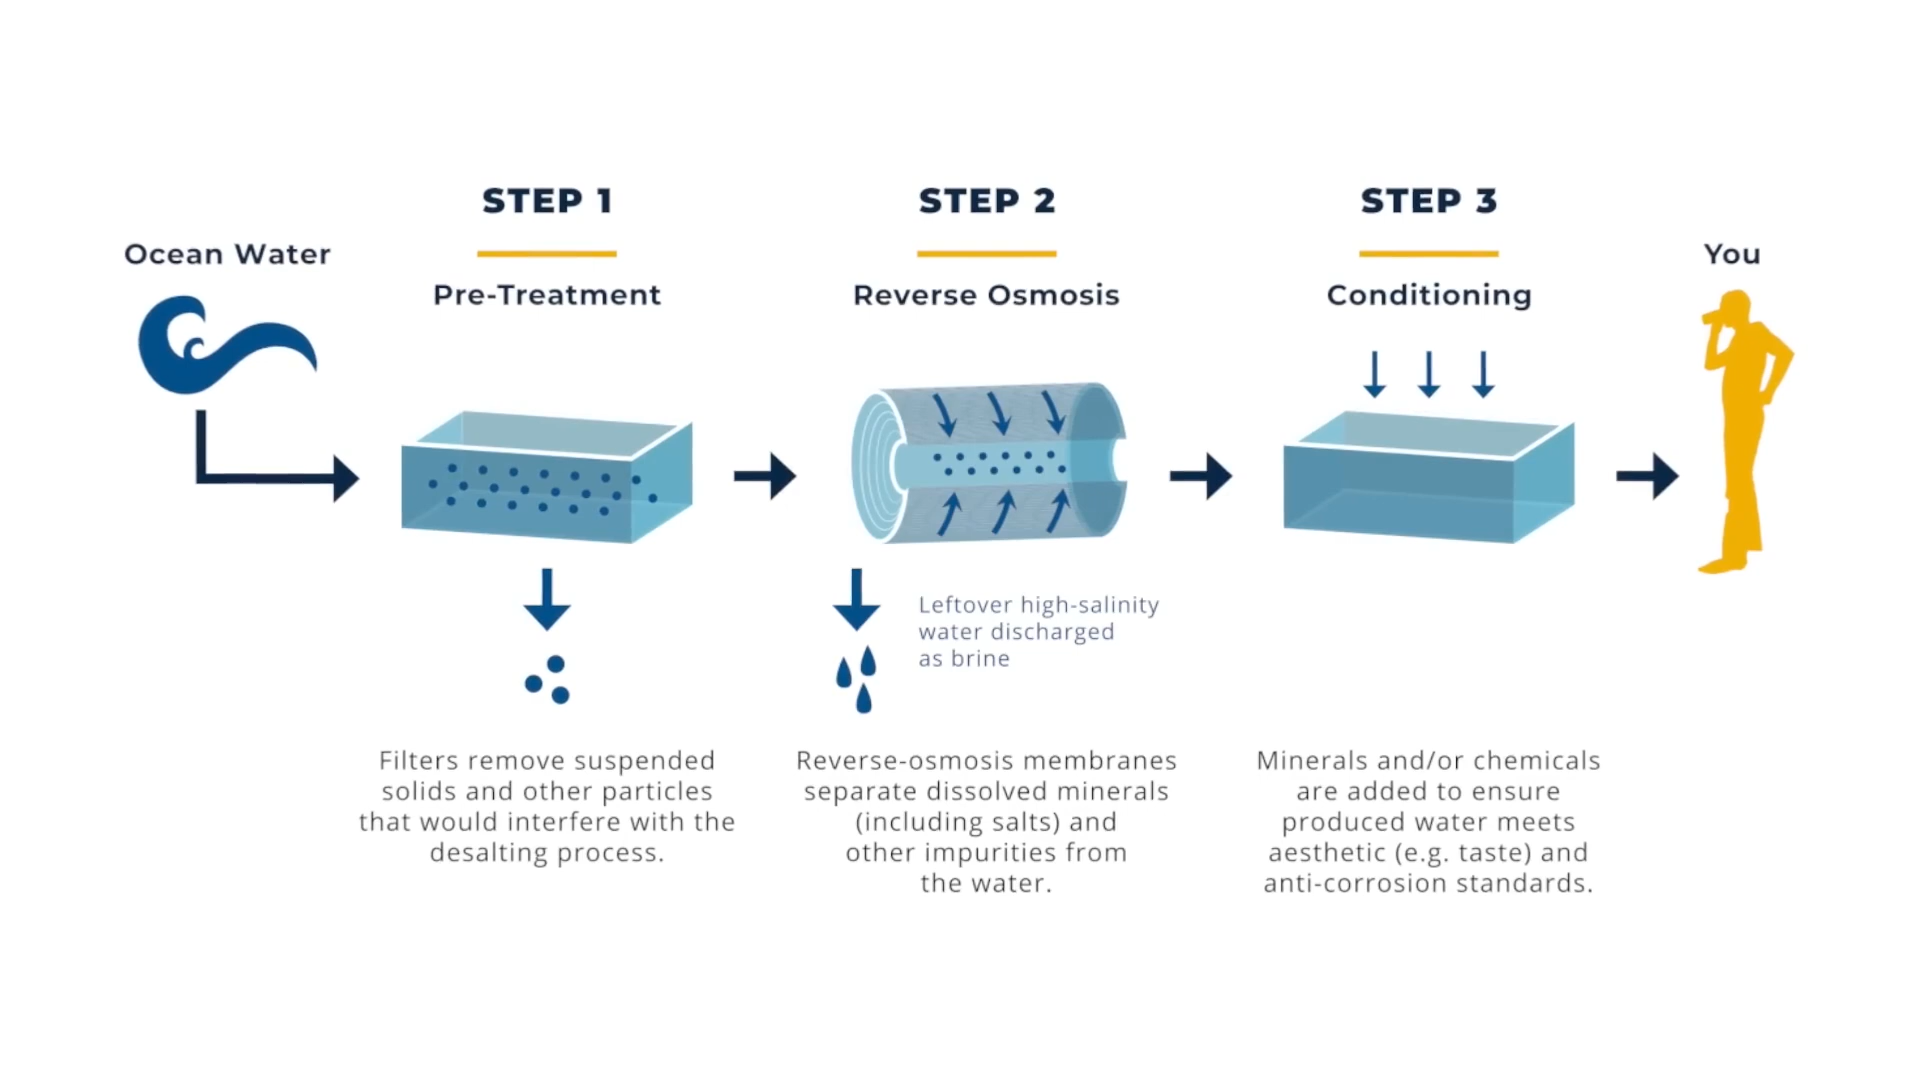 Ocean Water
STEP 1
Pre-Treatment
Filters remove suspended
solids and other particles
that would interfere with the
desalting process.
STEP 2
Reverse Osmosis
Leftover high-salinity
water discharged
as brine
Reverse-osmosis membranes
separate dissolved minerals
(including salts) and
other impurities from
the water.
STEP 3
Conditioning
Minerals and/or chemicals
are added to ensure
produced water meets
aesthetic (e.g. taste) and
anti-corrosion standards.
You